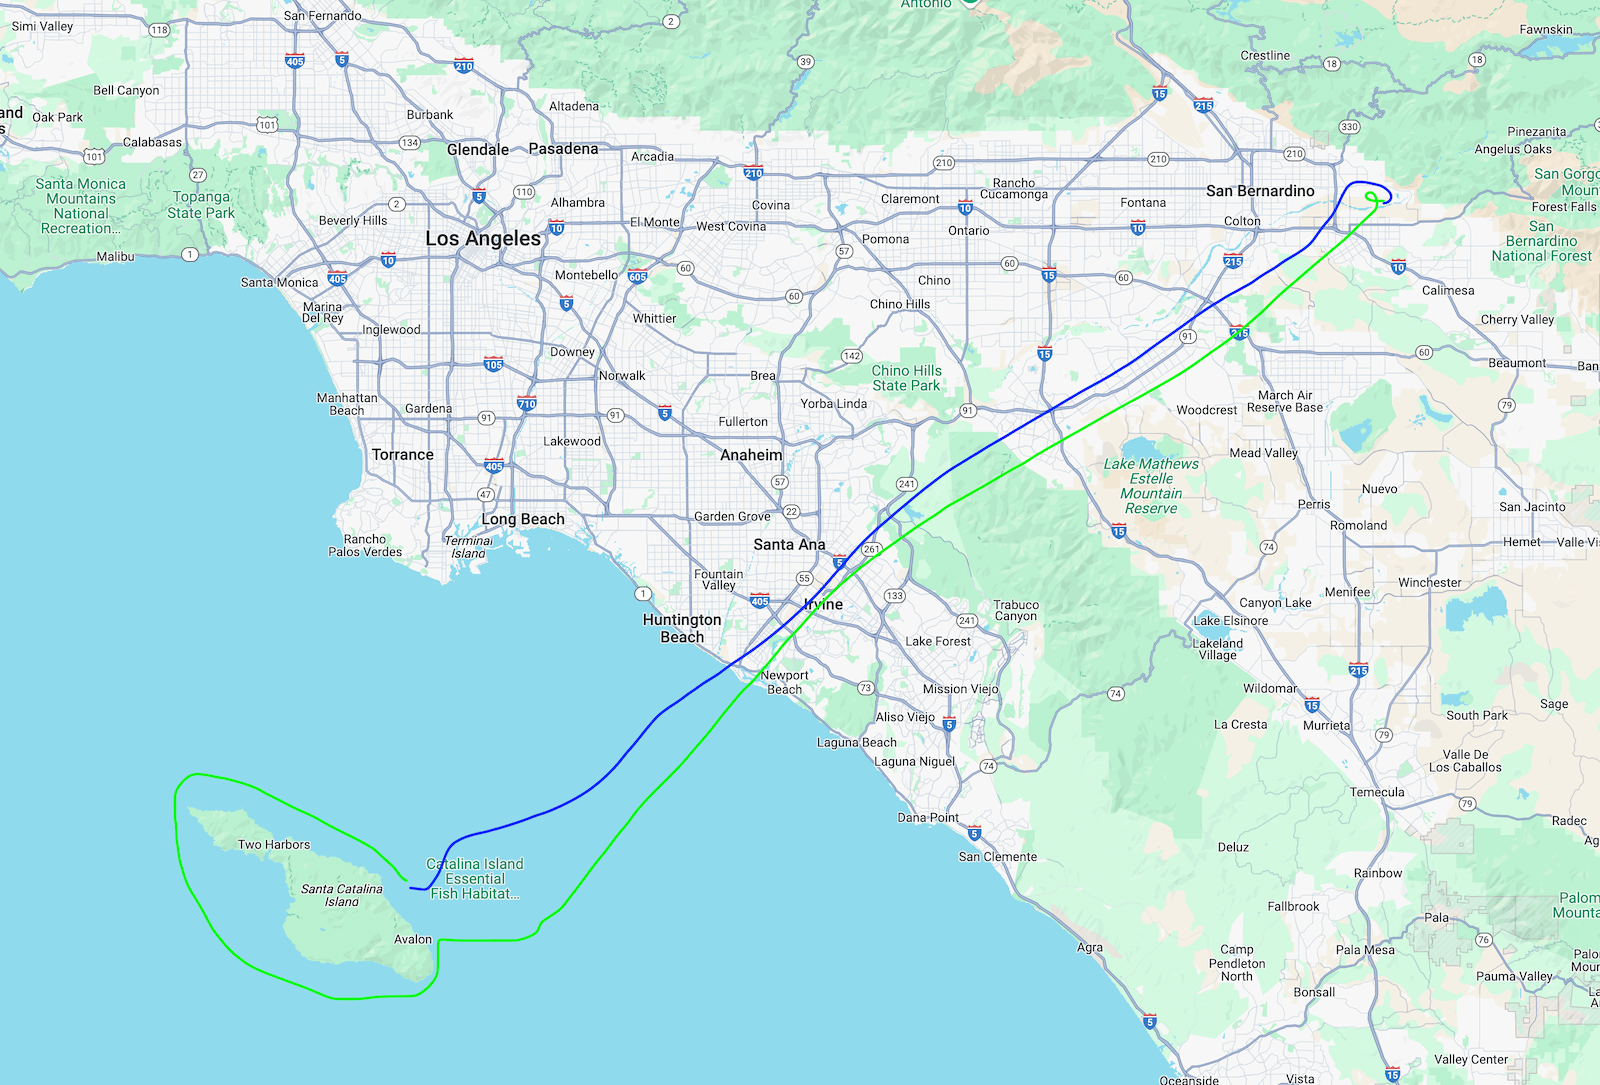 Antonio
San Fernando
Simi Valley
118
2
Fawnskin
405
5
210
39
Crestline
18
18
Bell Canyon
15
215
Altadena
Oak Park
Burbank
101
330
Calabasas
101
134
Glendale
Pasadena
Arcadia
210
210
210
Pinezanita
Angelus Oaks
210
27
Santa Monica
Mountains
National
Recreation...
Topanga
State Park
5
110
Rancho
Cucamonga
San Bernardino
San Gorgo
Moun
Forest Falls
2
Alhambra
Covina
Claremont
10
Fontana
Beverly Hills
El Monte
West Covina
10
Colton
10
Ontario
Los Angeles
Pomona
57
San
Bernardino
National Forest
Malibu
1
10
405
Montebello
605
60
60
15
60
215
10
Santa Monica
Chino
Calimesa
60
5
Chino Hills
Marina
Del Rey
Whittier
Cherry Valley
Inglewood
91
215
Downey
142
15
60
105
Chino Hills
State Park
Beaumont
Ban
Norwalk
Brea
Manhattan
Beach
710
Gardena
91
91
5
Yorba Linda
91
Woodcrest
March Air
Reserve Base
79
Fullerton
Lakewood
Torrance
Anaheim
Mead Valley
405
Lake Mathews
Estelle
Mountain
Reserve
57
241
47
Nuevo
Perris
San Jacinto
Long Beach
Garden Grove
22
Romoland
15
Rancho
Palos Verdes
Terminal
Island
Santa Ana
261
74
Hemet
Valle Vis
5
Fountain
Valley
55
Winchester
1
405
Irvine
133
Menifee
Canyon Lake
Huntington
Beach
Trabuco
Canyon
241
Lake Elsinore
Lake Forest
Lakeland
Village
215
Newport
Beach
73
Mission Viejo
74
Wildomar
15
Sage
Aliso Viejo
5
La Cresta
Murrieta
South Park
79
Laguna Beach
Laguna Niguel
74
Valle De
Los Caballos
Temecula
79
Dana Point
5
Radec
Two Harbors
San Clemente
Deluz
Catalina Island
Essential
Fish Habitat...
Rainbow
Santa Catalina
Island
Fallbrook
Pala
Palom
Mounta
Avalon
Agra
76
Camp
Pendleton
North
Pala Mesa
Pauma Valley
Bonsall
5
Valley Center
15
Oceanside
Vista